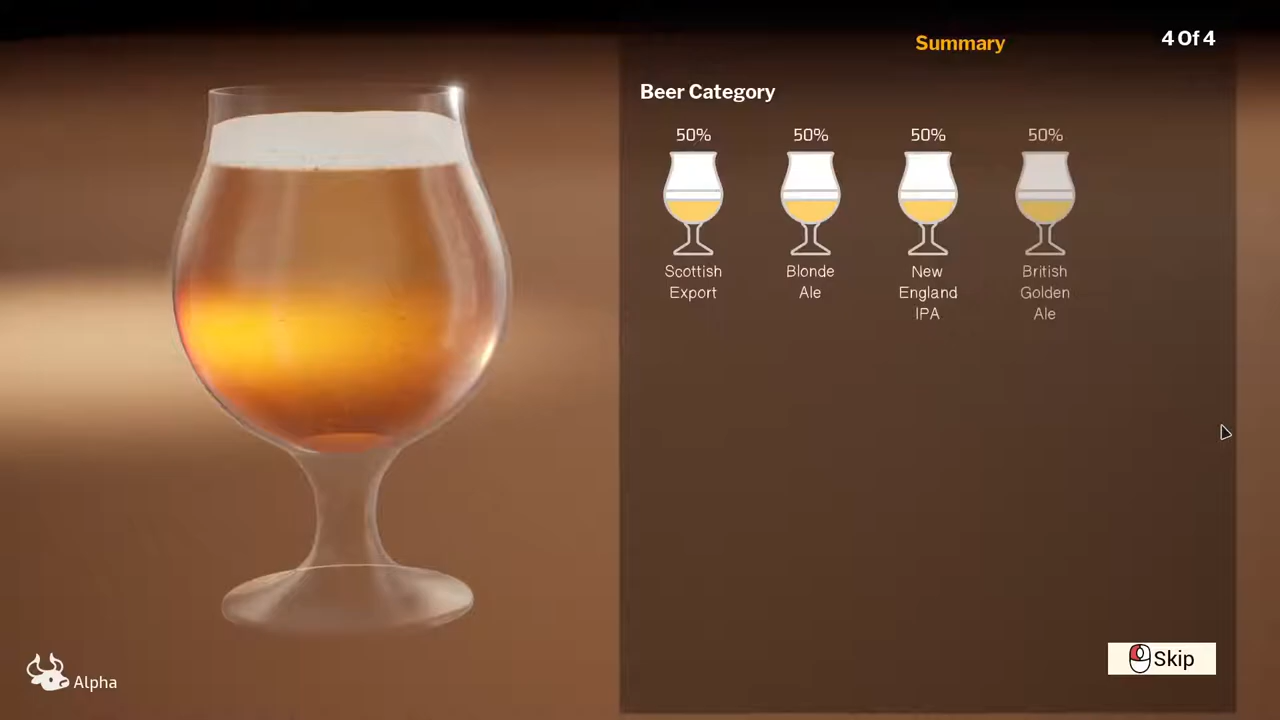 Summary
4 Of 4
Beer Category
50%
50%
50%
50%
Scottish
Export
Blonde
Ale
New
England
IPA
British
Golden
Ale
Skip
Alpha